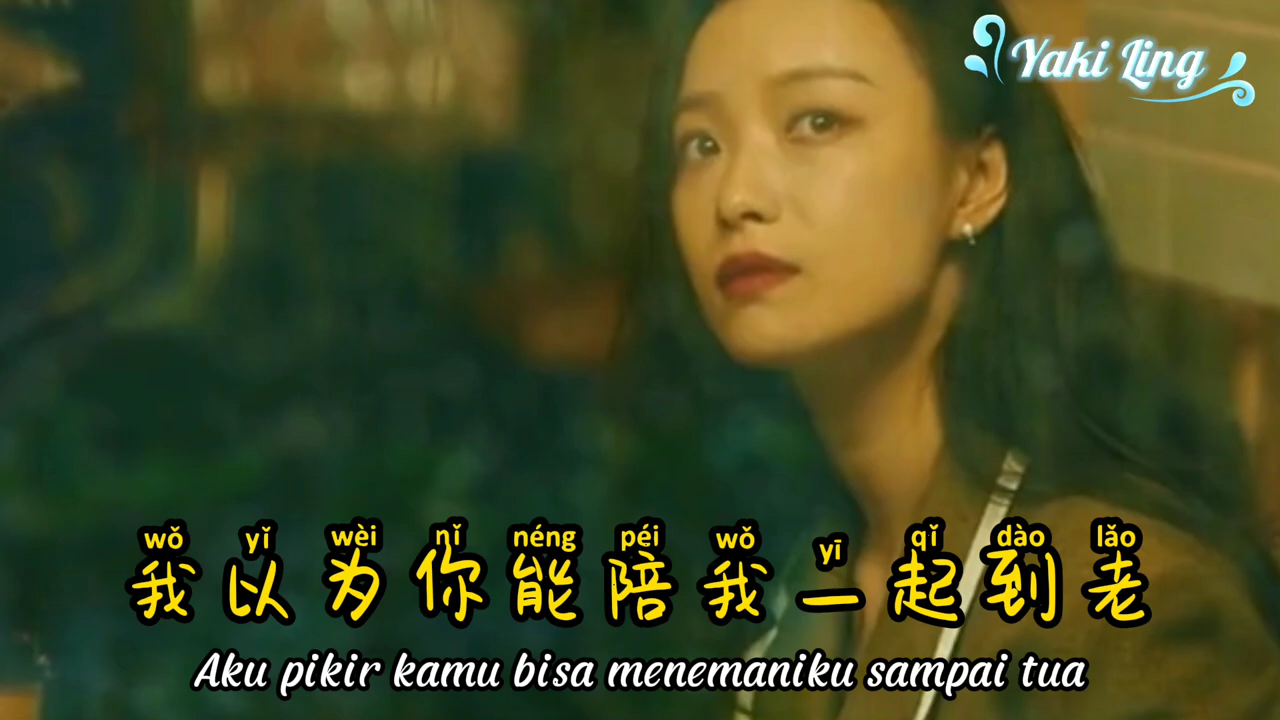 Yaki Ling
wǒ yǐ wèi nǐ néng péi wǒ yī qǐ dào lǎo
我以为你能陪我一起到老
Aku pikir kamu bisa menemaniku sampai tua